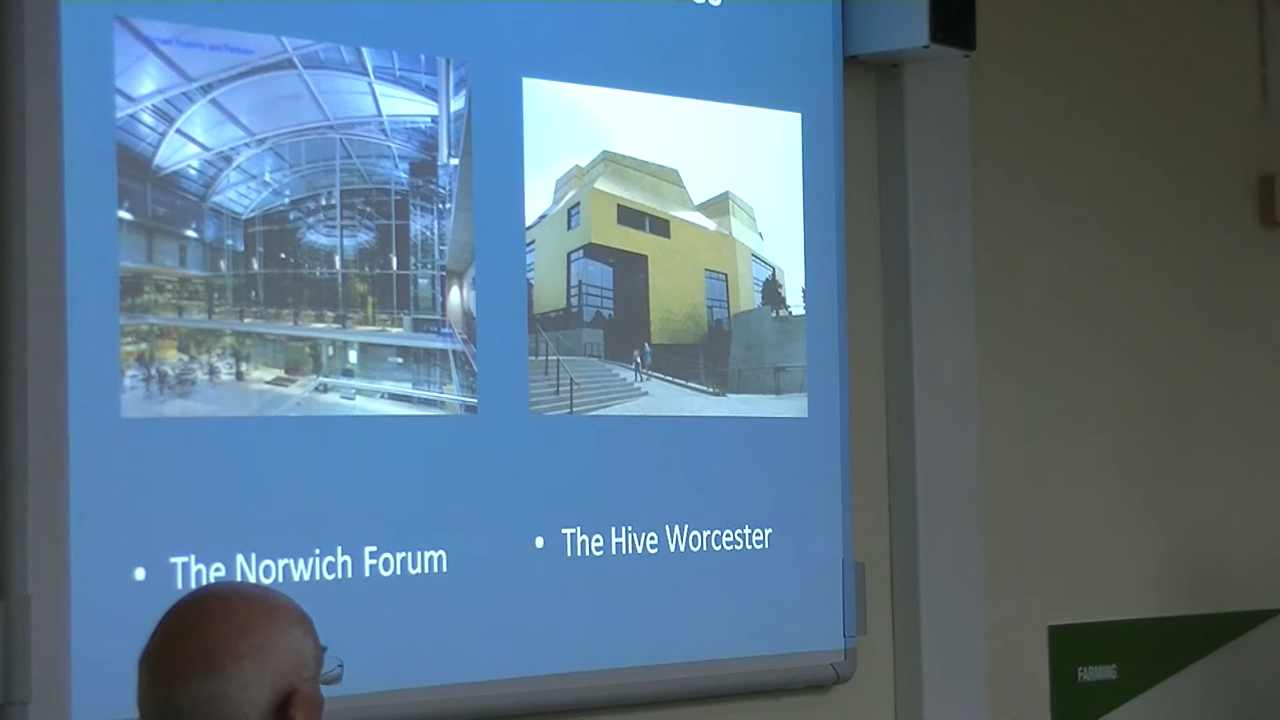 • The Norwich Forum
• The Hive Worcester
FARMING